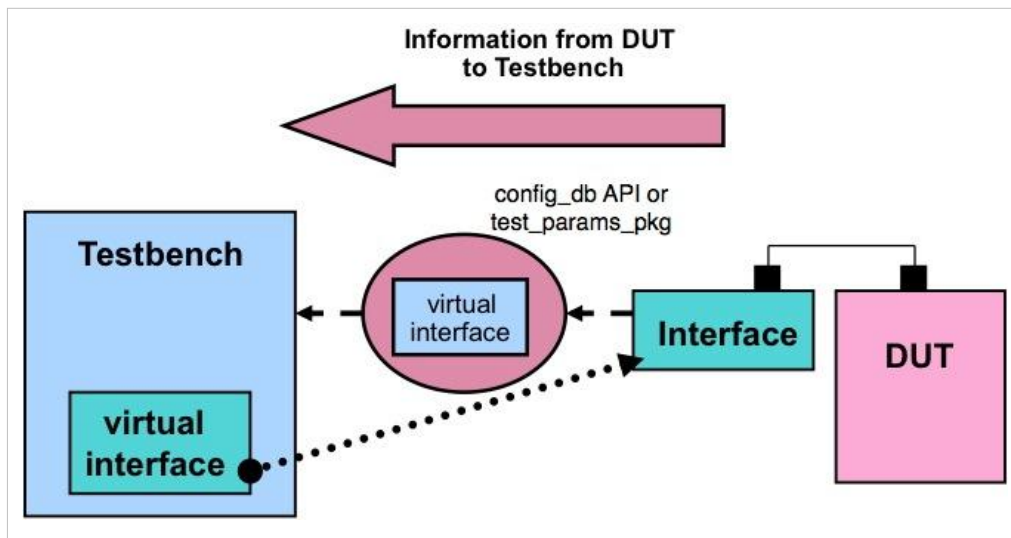 Information from DUT
to Testbench
config_db API or
test_params_pkg
Testbench
virtual
interface
Interface
DUT
virtual
interface